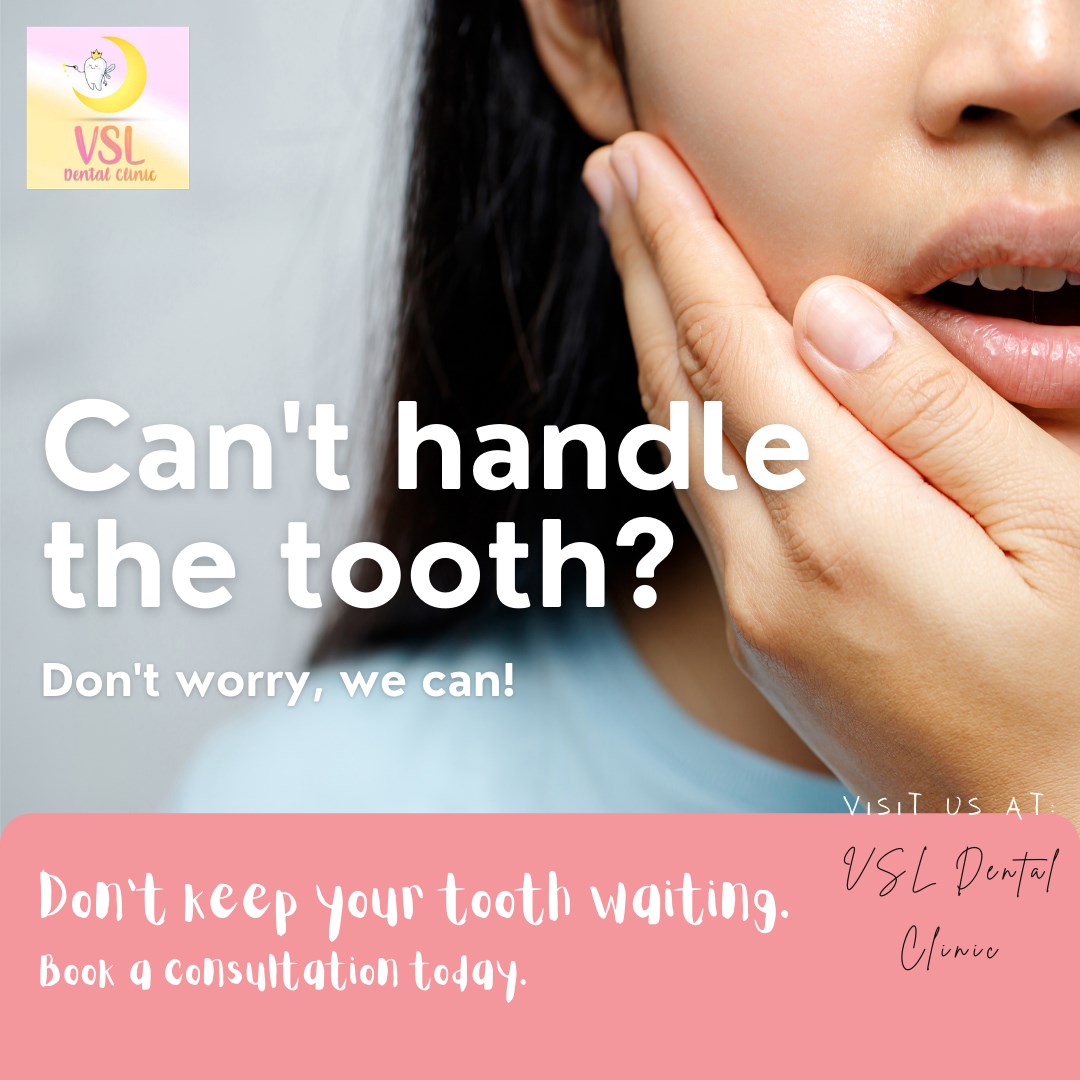 VSL
Dental Clinic
Can't handle
the tooth?
Don't worry, we can!
VISIT US AT:
VSL Dental
Clinic
Don't keep your tooth waiting.
Book a consultation today.